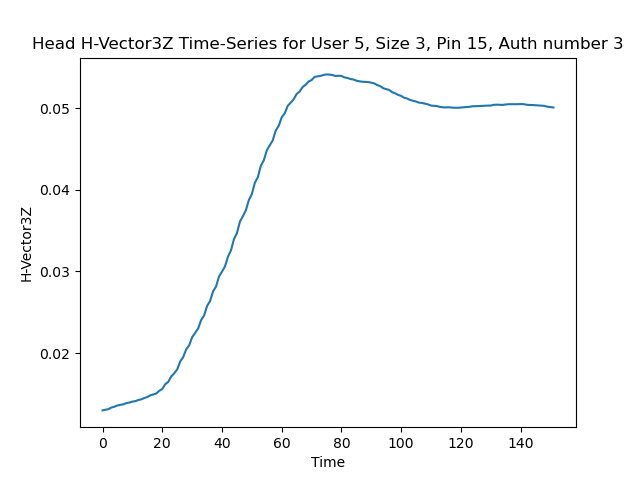 Head H-Vector3Z Time-Series for User 5, Size 3, Pin 15, Auth number 3
0.05
0.04
0.03
0.02
H-Vector3Z
0 20 40 60 80 100 120 140
Time